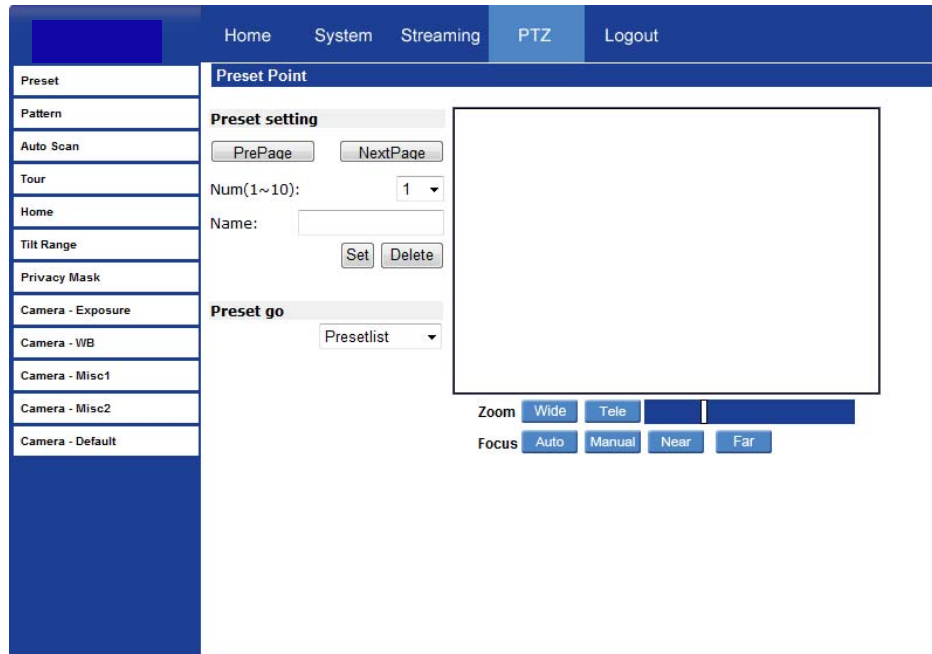 Home System Streaming PTZ Logout
Preset
Pattern
Auto Scan
Tour
Home
Tilt Range
Privacy Mask
Camera - Exposure
Camera - WB
Camera - Misc1
Camera - Misc2
Camera - Default
Preset Point
Preset setting
PrePage NextPage
Num(1~10): 1
Name:
Set Delete
Preset go
Presetlist
Zoom Wide Tele
Focus Auto Manual Near Far